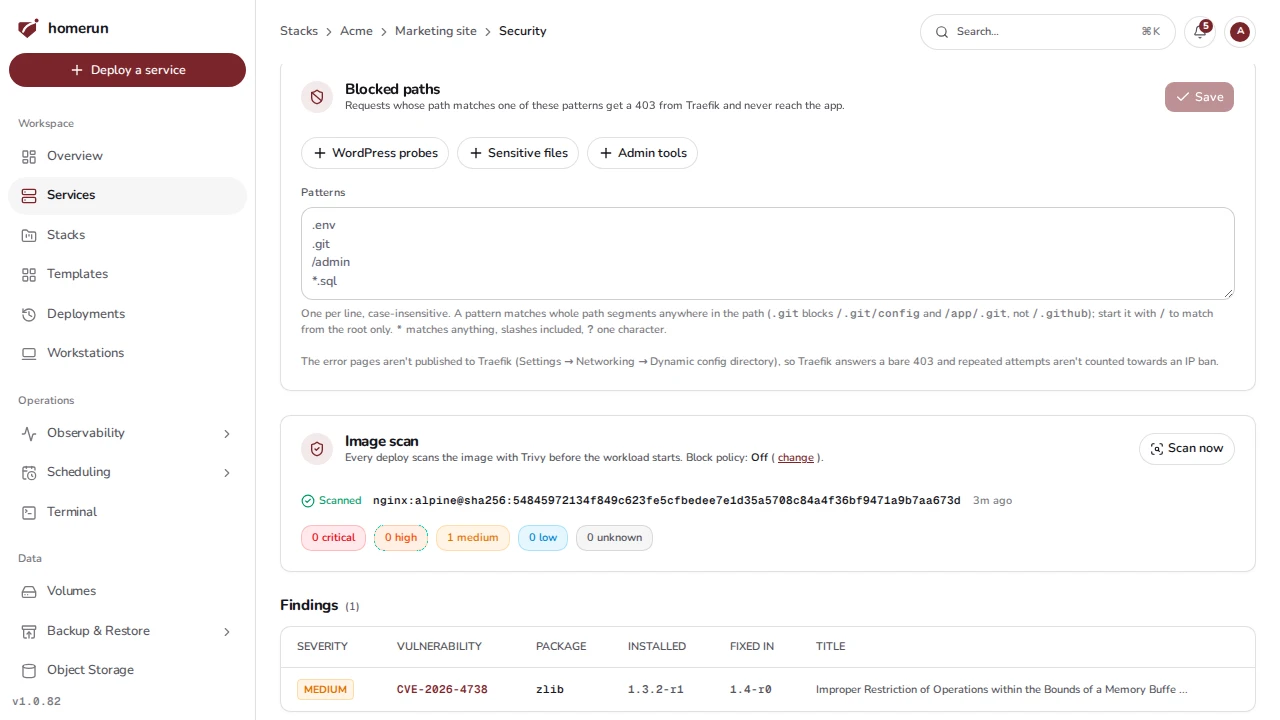 homerun
Deploy a service
Workspace
Overview
Services
Stacks
Templates
Deployments
Workstations
Operations
Observability
Scheduling
Terminal
Data
Volumes
Backup & Restore
Object Storage
v1.0.82
Stacks > Acme > Marketing site > Security
Search... ⌘K
5
A
Blocked paths
Requests whose path matches one of these patterns get a 403 from Traefik and never reach the app.
Save
+ WordPress probes + Sensitive files + Admin tools
Patterns
.env
.git
/admin
*.sql
One per line, case-insensitive. A pattern matches whole path segments anywhere in the path (.git blocks /.git/config and /app/.git, not /.github); start it with / to match
from the root only. * matches anything, slashes included, ? one character.
The error pages aren't published to Traefik (Settings → Networking → Dynamic config directory), so Traefik answers a bare 403 and repeated attempts aren't counted towards an IP ban.
Image scan
Every deploy scans the image with Trivy before the workload starts. Block policy: Off ( change ).
Scan now
Scanned nginx:alpine@sha256:54845972134f849c623fe5cfbedee7e1d35a5708c84a4f36bf9471a9b7aa673d 3m ago
0 critical 0 high 1 medium 0 low 0 unknown
Findings (1)
SEVERITY VULNERABILITY PACKAGE INSTALLED FIXED IN TITLE
MEDIUM CVE-2026-4738 zlib 1.3.2-r1 1.4-r0 Improper Restriction of Operations within the Bounds of a Memory Buffe ...